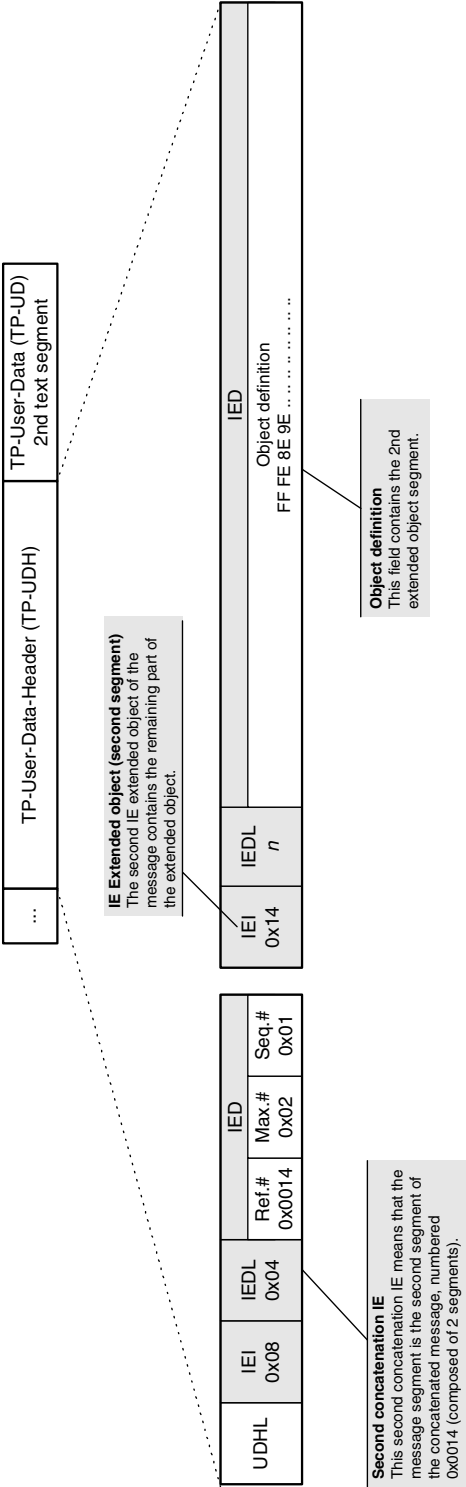 ...
TP-User-Data-Header (TP-UDH)
TP-User-Data (TP-UD)
2nd text segment
IE Extended object (second segment)
The second IE extended object of the
message contains the remaining part of
the extended object.
UDHL
IEI
0x08
IEDL
0x04
IED
Ref.#
0x0014
Max.#
0x02
Seq.#
0x01
IEI
0x14
IEDL
n
IED
Object definition
FF FE 8E 9E .. .. .. .. .. .. .. .. ..
Second concatenation IE
This second concatenation IE means that the
message segment is the second segment of
the concatenated message, numbered
0x0014 (composed of 2 segments).
Object definition
This field contains the 2nd
extended object segment.